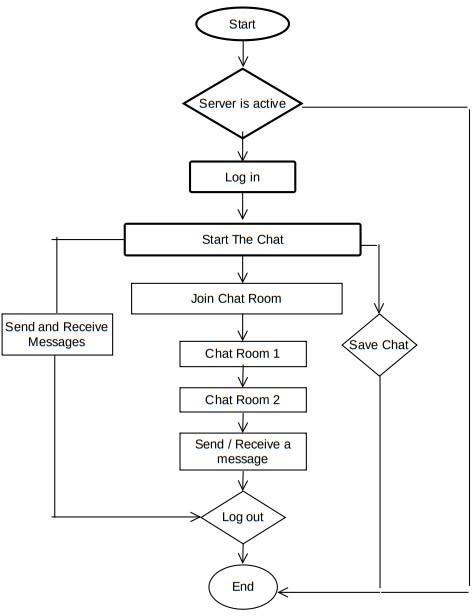 Start
Server is active
Log in
Start The Chat
Join Chat Room
Send and Receive
Messages
Chat Room 1
Save Chat
Chat Room 2
Send / Receive a
message
Log out
End